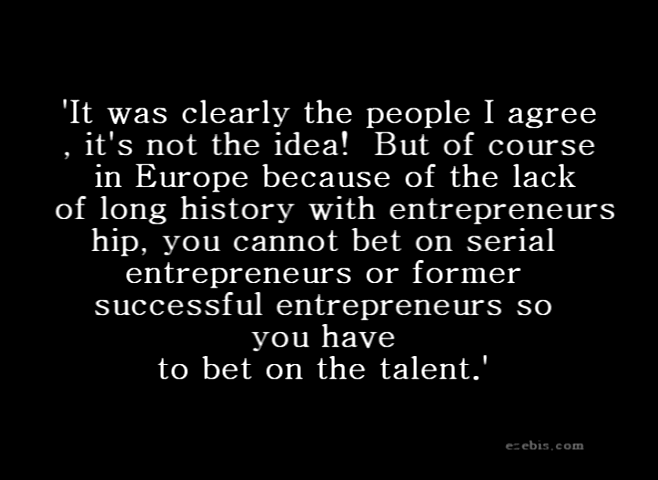 'It was clearly the people I agree
, it's not the idea!  But of course
in Europe because of the lack
of long history with entrepreneurs
hip, you cannot bet on serial
entrepreneurs or former
successful entrepreneurs so
you have
to bet on the talent.'